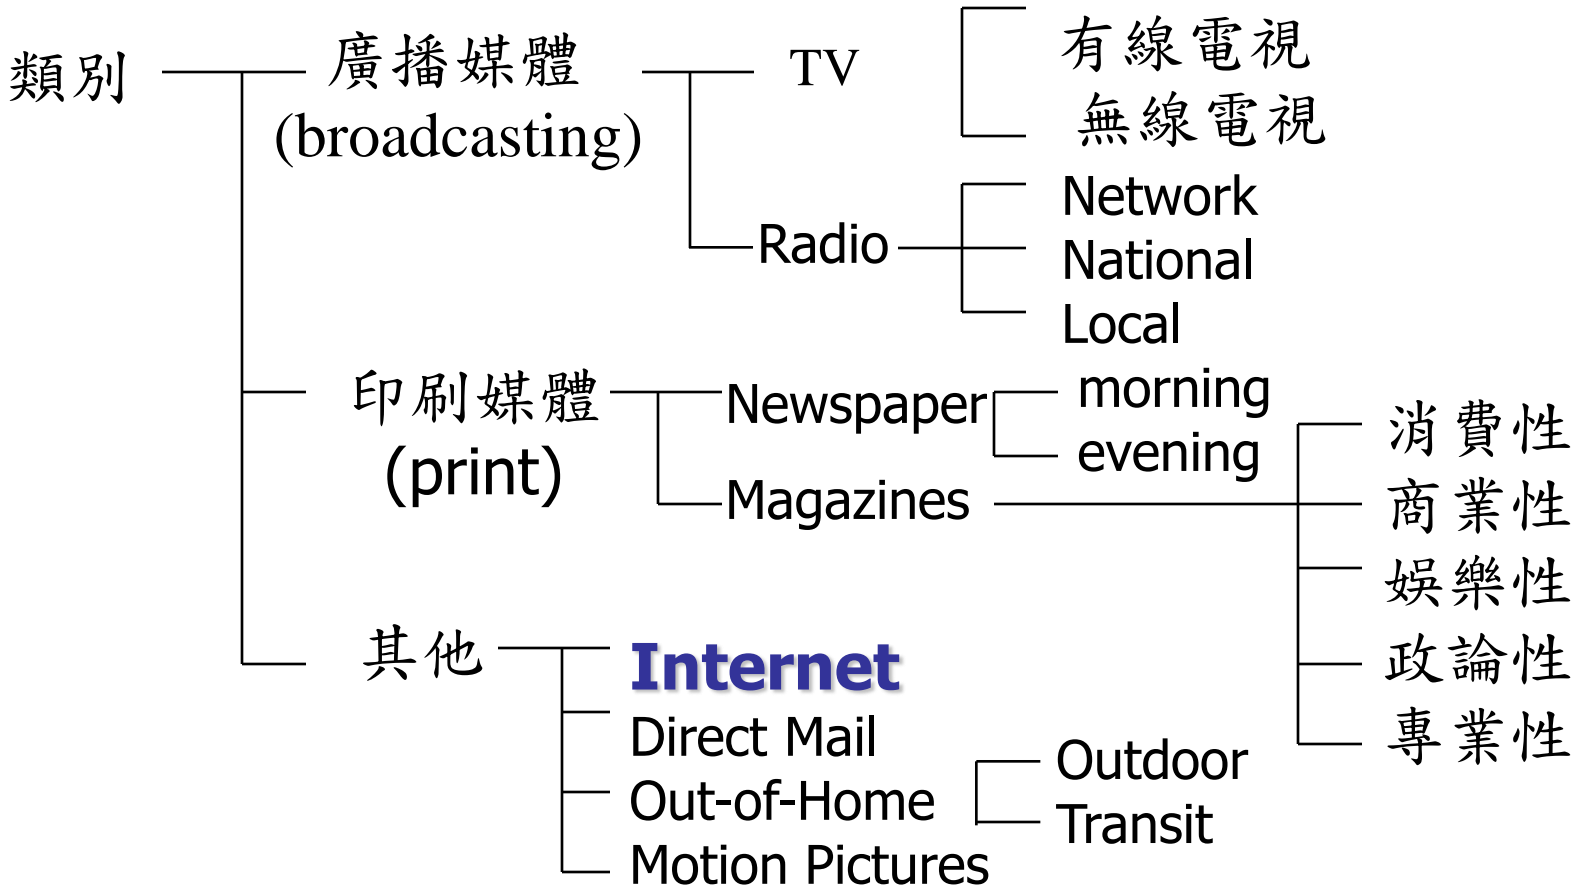 類別
廣播媒體
(broadcasting)
TV
有線電視
無線電視
Radio
Network
National
Local
印刷媒體
(print)
Newspaper
morning
evening
Magazines
消費性
商業性
娛樂性
政論性
專業性
其他
Internet
Direct Mail
Out-of-Home
Outdoor
Transit
Motion Pictures